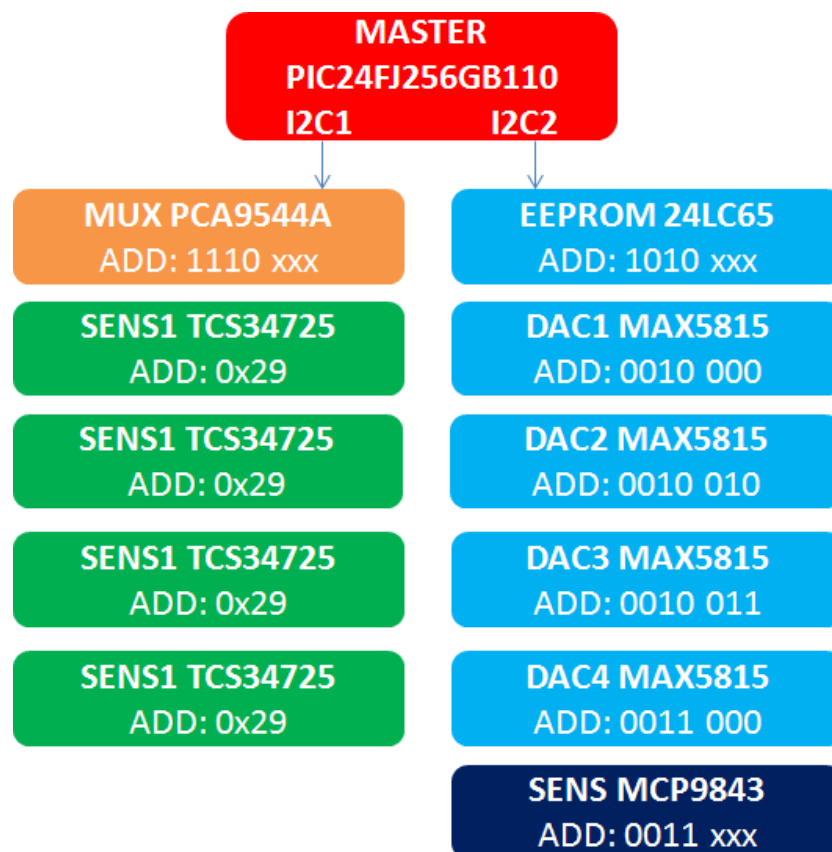 MASTER
PIC24FJ256GB110
I2C1 I2C2
MUX PCA9544A
ADD: 1110 xxx
SENS1 TCS34725
ADD: 0x29
SENS1 TCS34725
ADD: 0x29
SENS1 TCS34725
ADD: 0x29
SENS1 TCS34725
ADD: 0x29
EEPROM 24LC65
ADD: 1010 xxx
DAC1 MAX5815
ADD: 0010 000
DAC2 MAX5815
ADD: 0010 010
DAC3 MAX5815
ADD: 0010 011
DAC4 MAX5815
ADD: 0011 000
SENS MCP9843
ADD: 0011 xxx